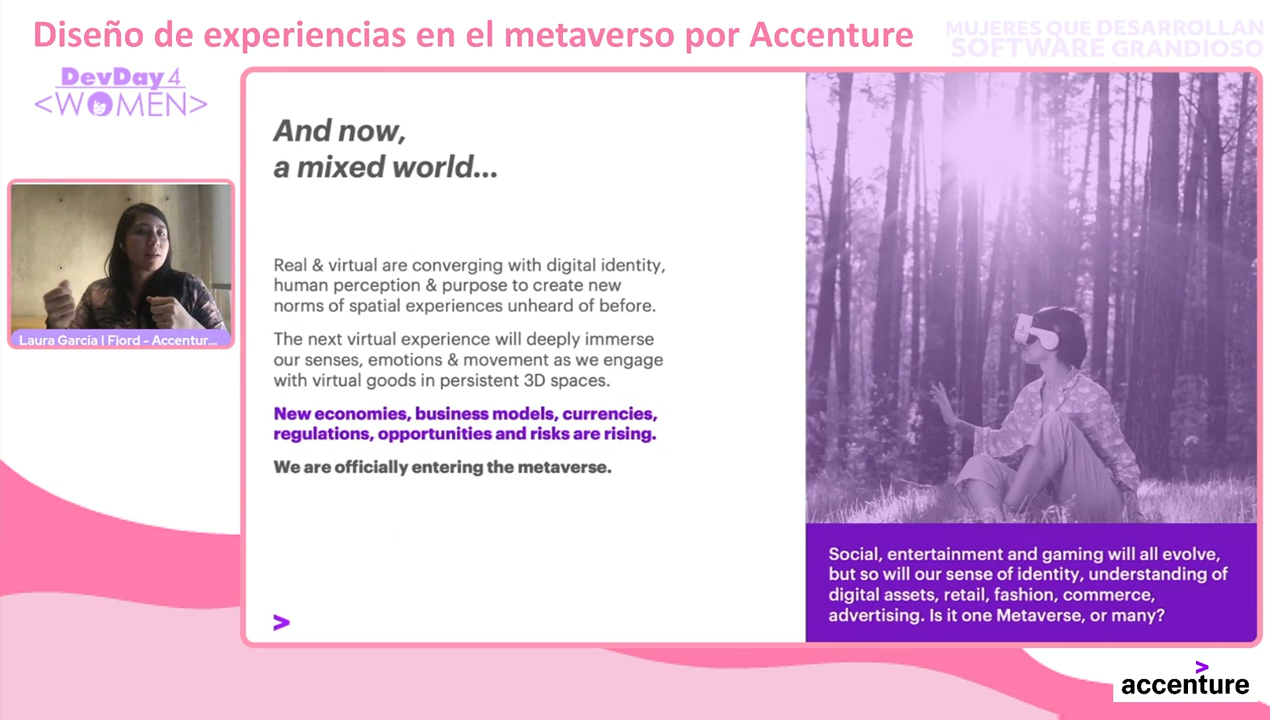 Diseño de experiencias en el metaverso por Accenture
MUJERES QUE DESARROLLAN
SOFTWARE GRANDIOSO
DevDay4
<WOMEN>
Laura García | Fjord - Accentur...
And now,
a mixed world...
Real & virtual are converging with digital identity,
human perception & purpose to create new
norms of spatial experiences unheard of before.
The next virtual experience will deeply immerse
our senses, emotions & movement as we engage
with virtual goods in persistent 3D spaces.
New economies, business models, currencies,
regulations, opportunities and risks are rising.
We are officially entering the metaverse.
>
Social, entertainment and gaming will all evolve,
but so will our sense of identity, understanding of
digital assets, retail, fashion, commerce,
advertising. Is it one Metaverse, or many?
accenture